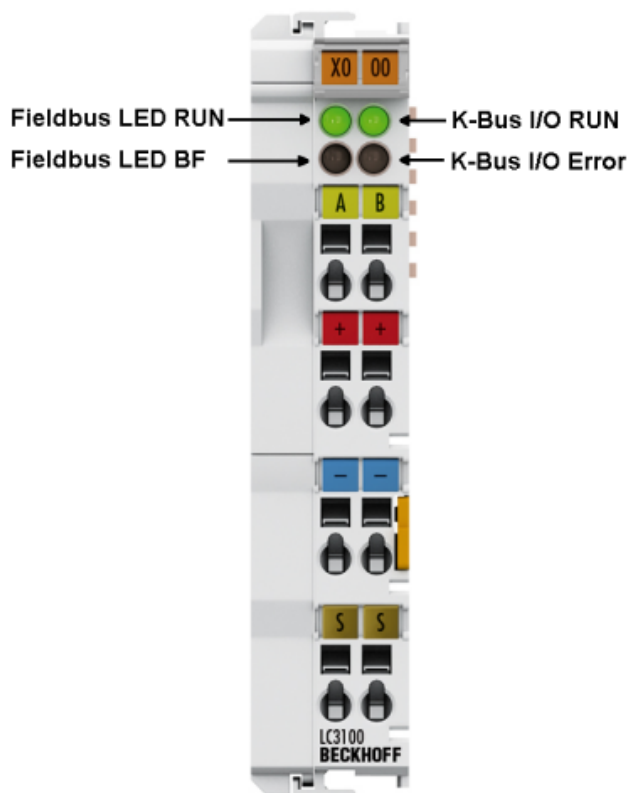 X0 00
Fieldbus LED RUN K-Bus I/O RUN
Fieldbus LED BF K-Bus I/O Error
A B
+ +
− −
S S
LC3100
BECKHOFF